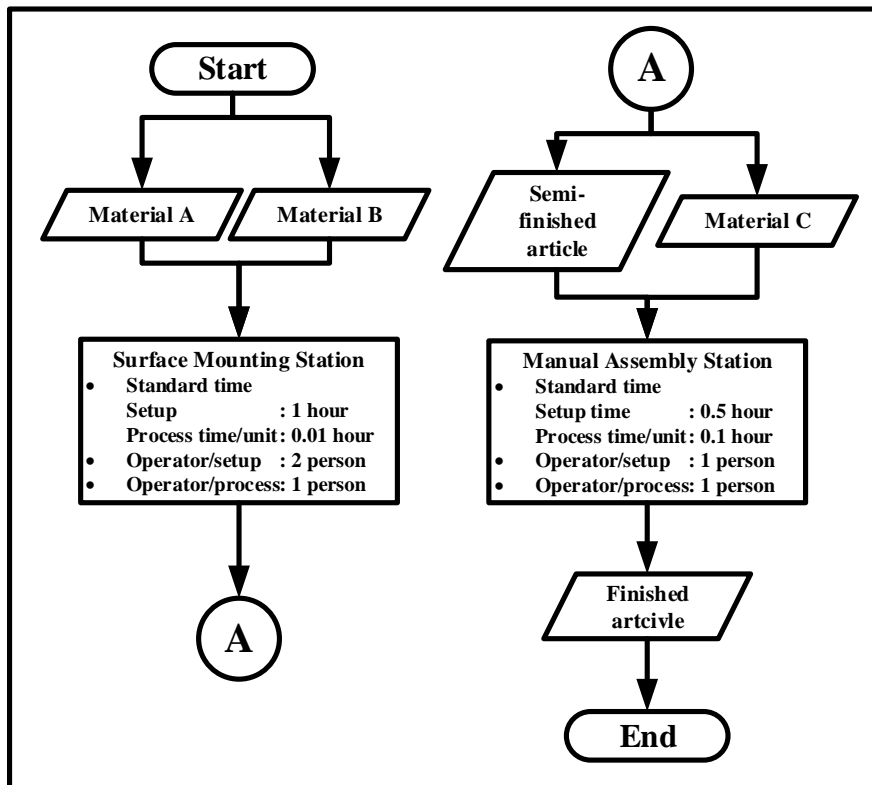 Start
Material A
Material B
Surface Mounting Station
• Standard time
Setup : 1 hour
Process time/unit: 0.01 hour
• Operator/setup : 2 person
• Operator/process: 1 person
A
A
Semi-
finished
article
Material C
Manual Assembly Station
• Standard time
Setup time : 0.5 hour
Process time/unit: 0.1 hour
• Operator/setup : 1 person
• Operator/process: 1 person
Finished
artcivle
End